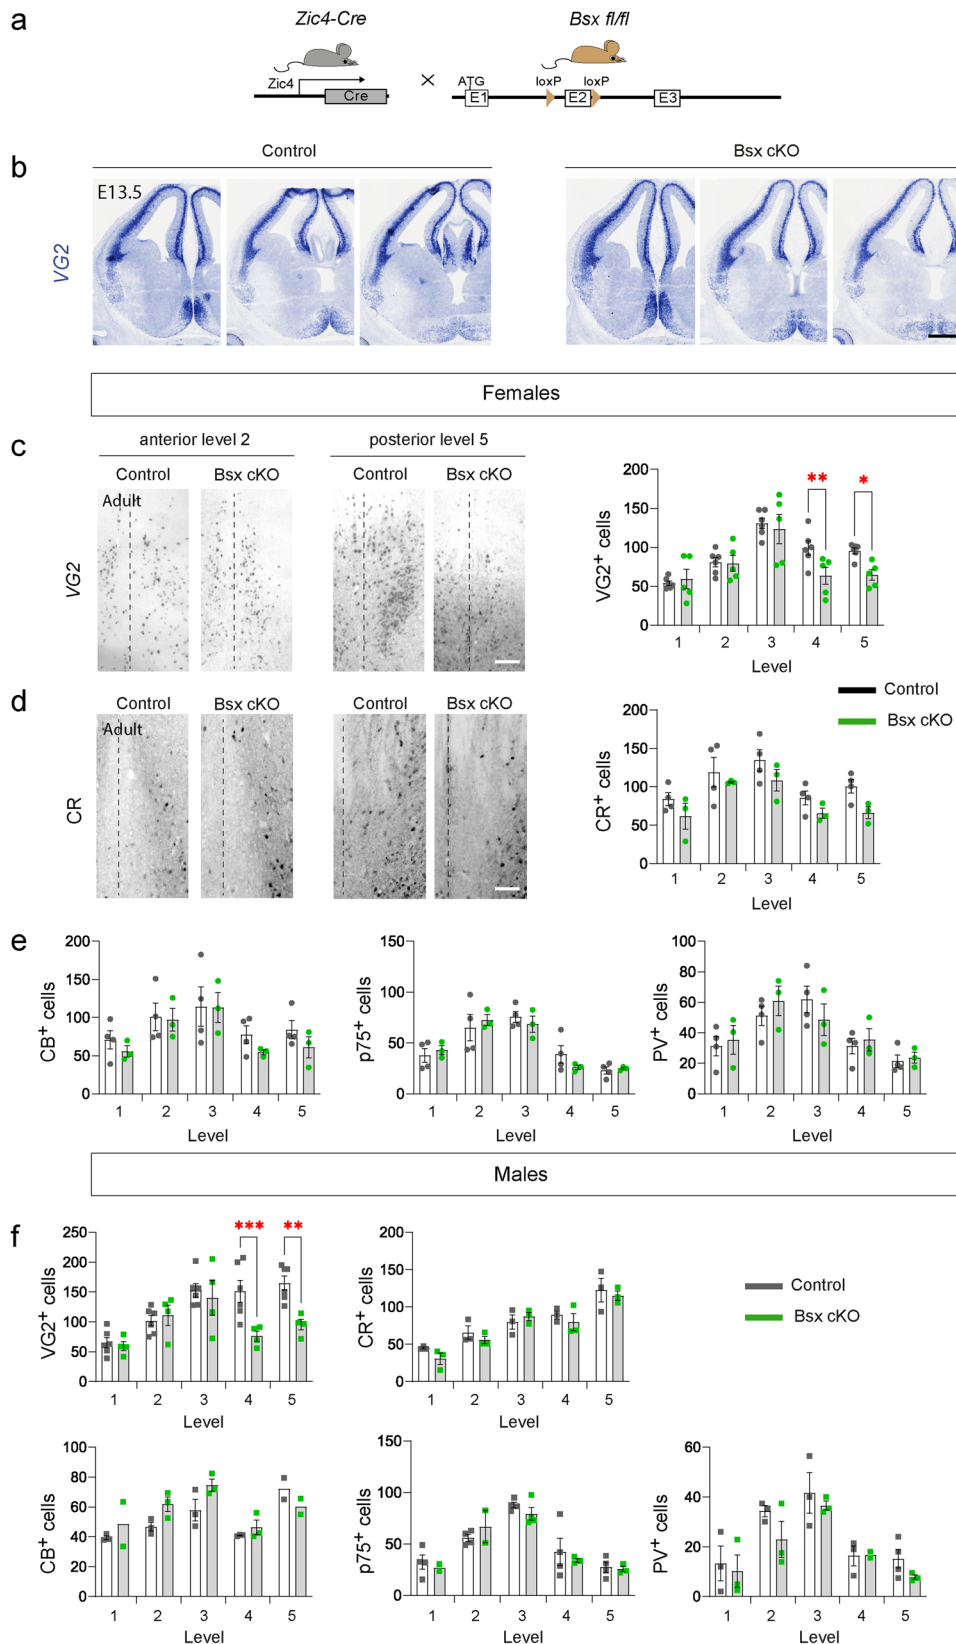 a
Zic4-Cre
Bsx fl/fl
Zic4
Cre
×
ATG
loxP
loxP
E1
E2
E3
Control
Bsx cKO
b
E13.5
VG2
Females
c
anterior level 2
posterior level 5
Control
Bsx cKO
Control
Bsx cKO
Adult
VG2
VG2+ cells
200
150
100
50
0
** *
1 2 3 4 5
Level
Control
Bsx cKO
d
Control
Bsx cKO
Control
Bsx cKO
Adult
CR
CR+ cells
200
150
100
50
0
1 2 3 4 5
Level
e
CB+ cells
200
150
100
50
0
1 2 3 4 5
Level
p75+ cells
150
100
50
0
1 2 3 4 5
Level
PV+ cells
100
80
60
40
20
0
1 2 3 4 5
Level
Males
f
VG2+ cells
250
200
150
100
50
0
*** **
1 2 3 4 5
Level
CR+ cells
200
150
100
50
0
1 2 3 4 5
Level
Control
Bsx cKO
CB+ cells
100
80
60
40
20
0
1 2 3 4 5
Level
p75+ cells
150
100
50
0
1 2 3 4 5
Level
PV+ cells
60
40
20
0
1 2 3 4 5
Level